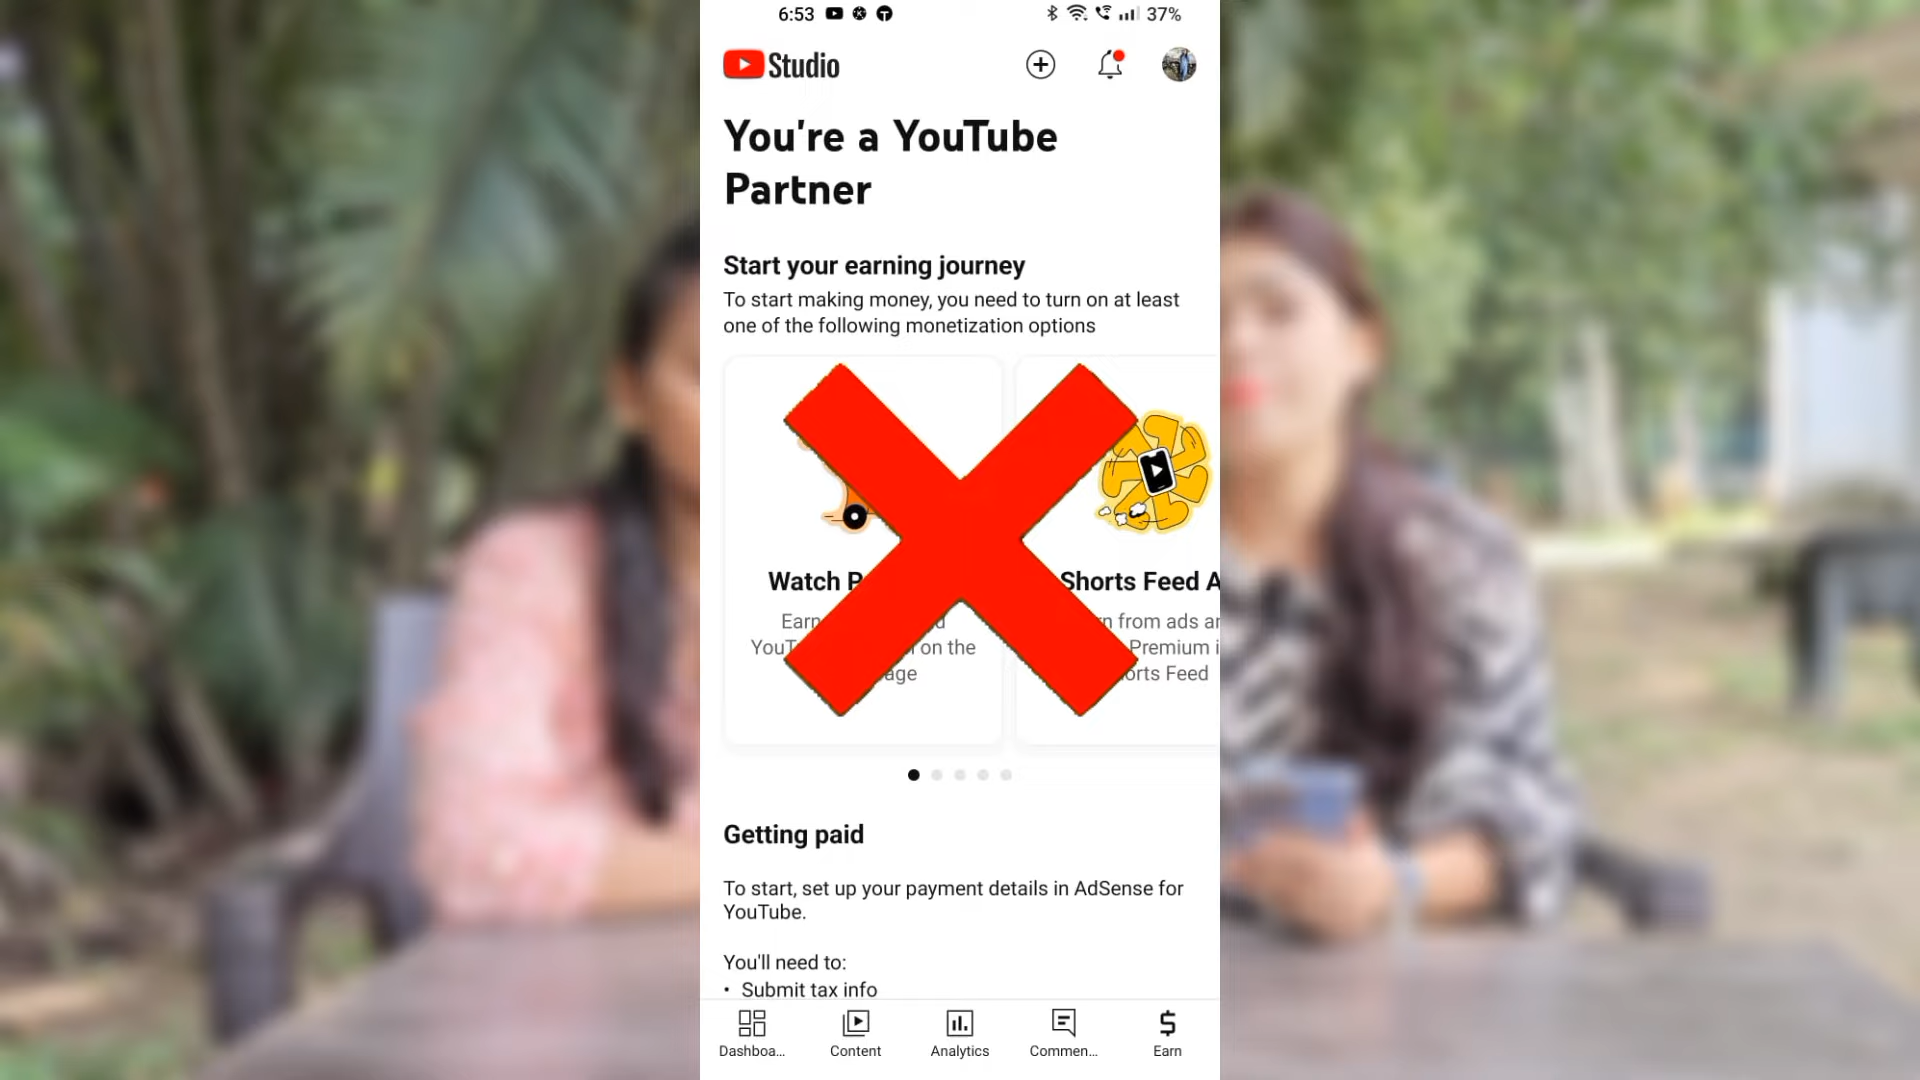 6:53
37%
Studio
You're a YouTube
Partner
Start your earning journey
To start making money, you need to turn on at least
one of the following monetization options
Watch
Shorts Feed
Earn
from ads
on the
Premium
Feed
Getting paid
To start, set up your payment details in AdSense for
YouTube.
You'll need to:
• Submit tax info
Dashboa...
Content
Analytics
Commen...
Earn